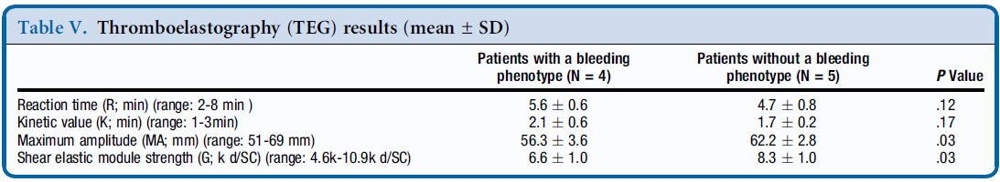 Table V. Thromboelastography (TEG) results (mean ± SD)
Patients with a bleeding phenotype (N = 4) Patients without a bleeding phenotype (N = 5) P Value
Reaction time (R; min) (range: 2-8 min ) 5.6 ± 0.6 4.7 ± 0.8 .12
Kinetic value (K; min) (range: 1-3min) 2.1 ± 0.6 1.7 ± 0.2 .17
Maximum amplitude (MA; mm) (range: 51-69 mm) 56.3 ± 3.6 62.2 ± 2.8 .03
Shear elastic module strength (G; k d/SC) (range: 4.6k-10.9k d/SC) 6.6 ± 1.0 8.3 ± 1.0 .03